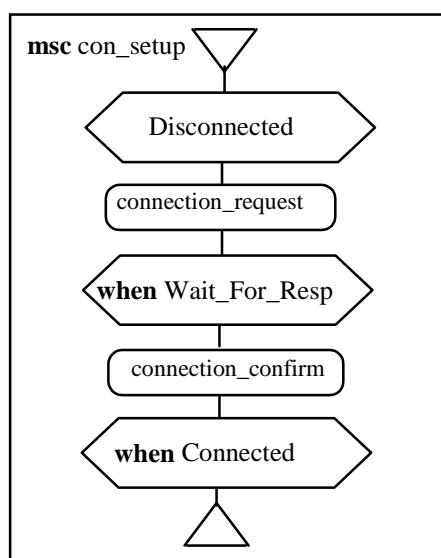 msc con_setup
Disconnected
connection_request
when Wait_For_Resp
connection_confirm
when Connected